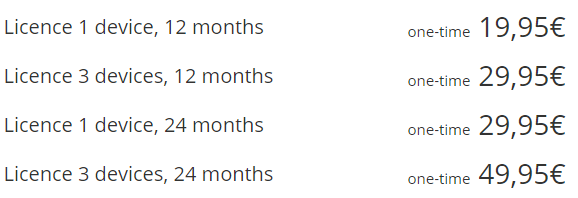 Licence 1 device, 12 months one-time 19,95€
Licence 3 devices, 12 months one-time 29,95€
Licence 1 device, 24 months one-time 29,95€
Licence 3 devices, 24 months one-time 49,95€